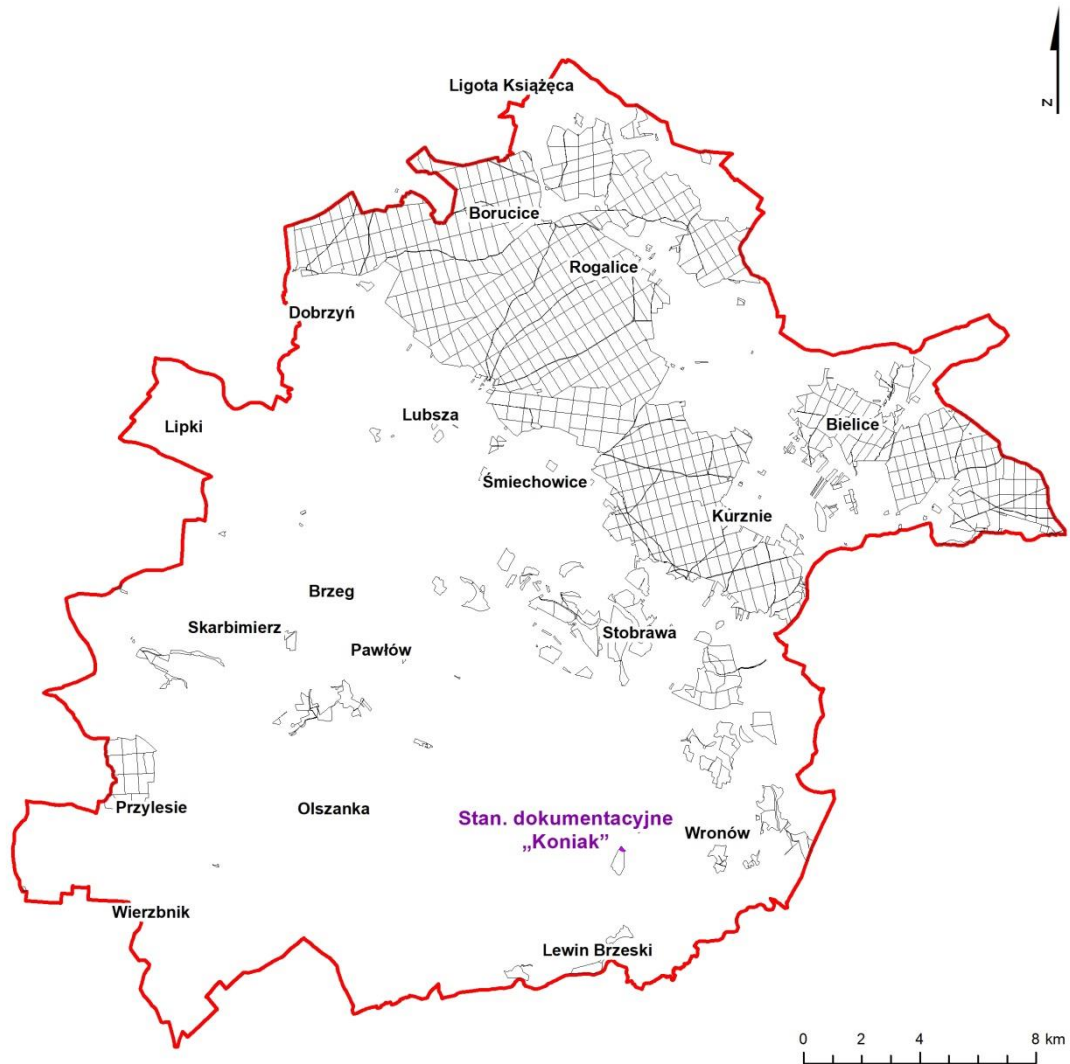 N
Ligota Książęca
Borucice
Rogalice
Dobrzyń
Lubsza
Lipki
Bielice
Śmiechowice
Kurznie
Brzeg
Skarbimierz
Stobrawa
Pawłów
Przylesie
Olszanka
Stan. dokumentacyjne
„Koniak”
Wronów
Wierzbnik
Lewin Brzeski
0 2 4 8 km